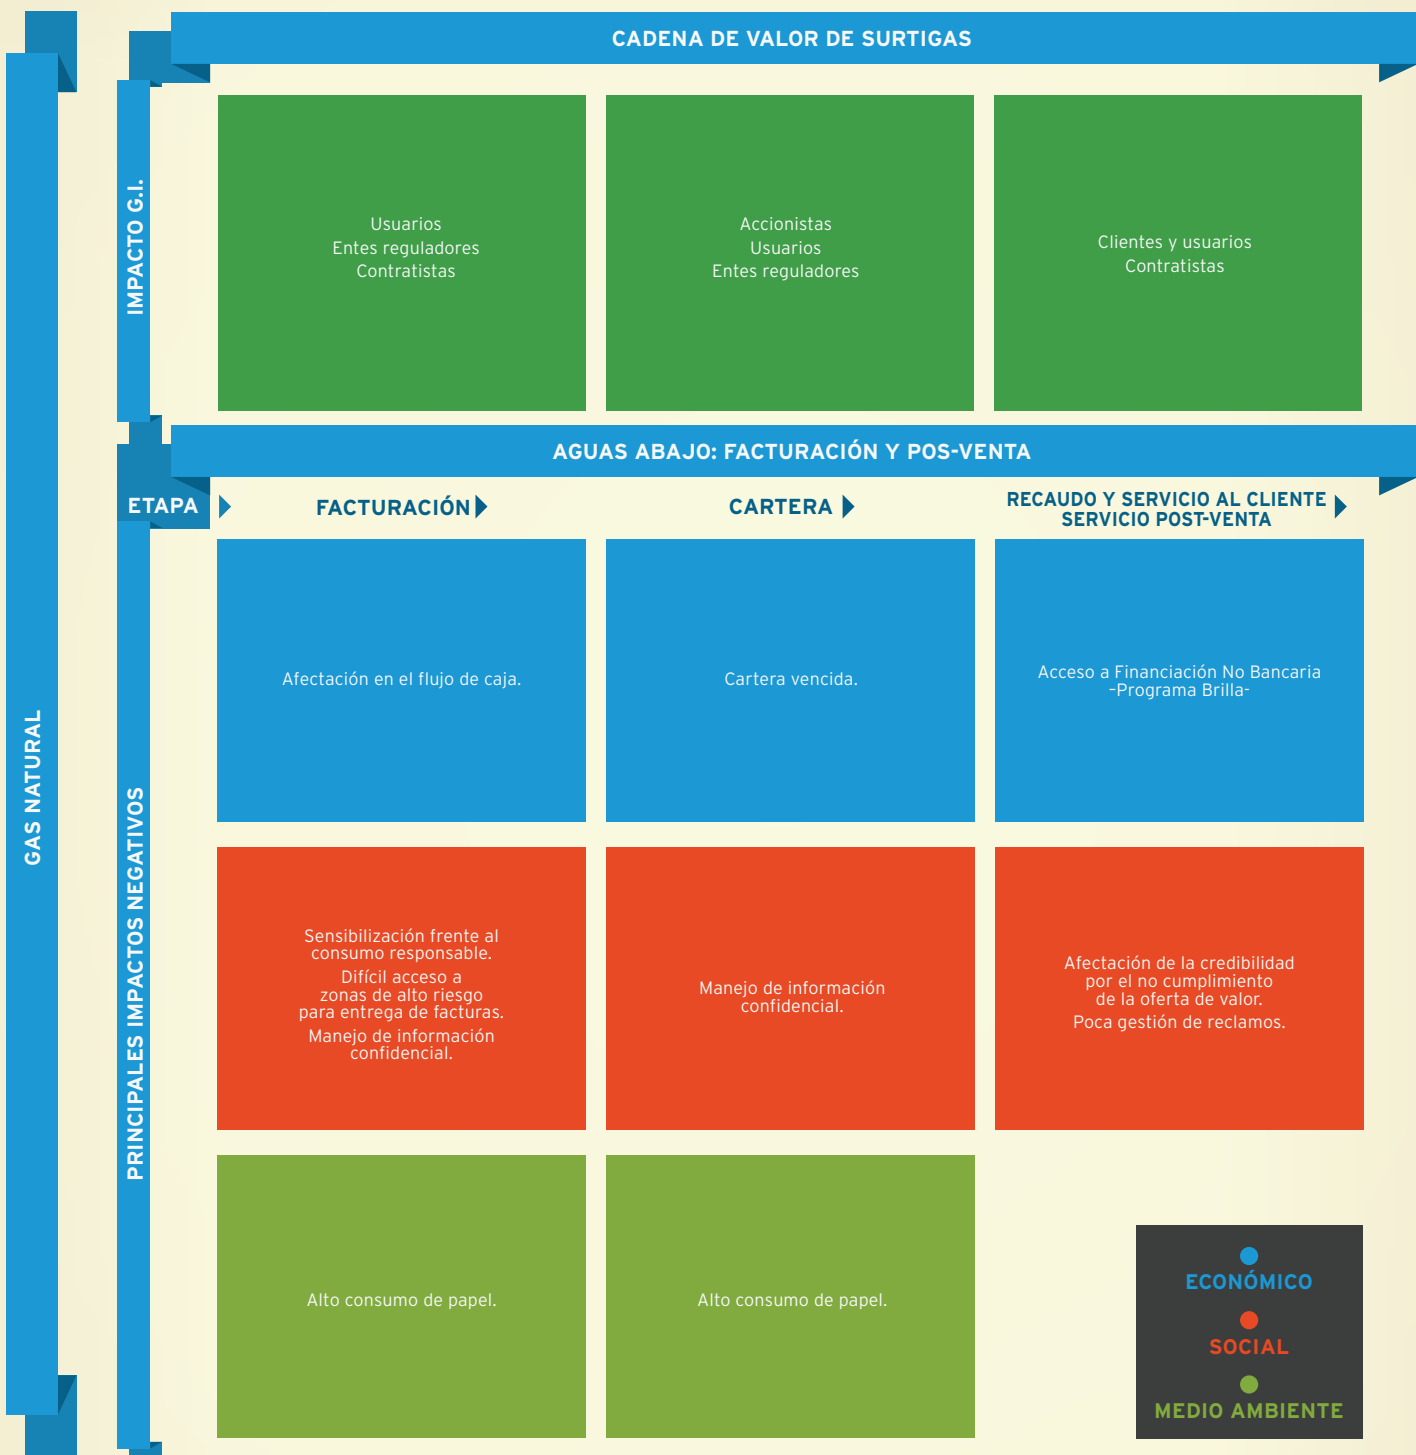 CADENA DE VALOR DE SURTIGAS
GAS NATURAL
IMPACTO G.I.
Usuarios
Entes reguladores
Contratistas
Accionistas
Usuarios
Entes reguladores
Clientes y usuarios
Contratistas
AGUAS ABAJO: FACTURACIÓN Y POS-VENTA
ETAPA
FACTURACIÓN
CARTERA
RECAUDO Y SERVICIO AL CLIENTE
SERVICIO POST-VENTA
PRINCIPALES IMPACTOS NEGATIVOS
Afectación en el flujo de caja.
Cartera vencida.
Acceso a Financiación No Bancaria
–Programa Brilla-
Sensibilización frente al
consumo responsable.
Difícil acceso a
zonas de alto riesgo
para entrega de facturas.
Manejo de información
confidencial.
Manejo de información
confidencial.
Afectación de la credibilidad
por el no cumplimiento
de la oferta de valor.
Poca gestión de reclamos.
Alto consumo de papel.
Alto consumo de papel.
ECONÓMICO
SOCIAL
MEDIO AMBIENTE